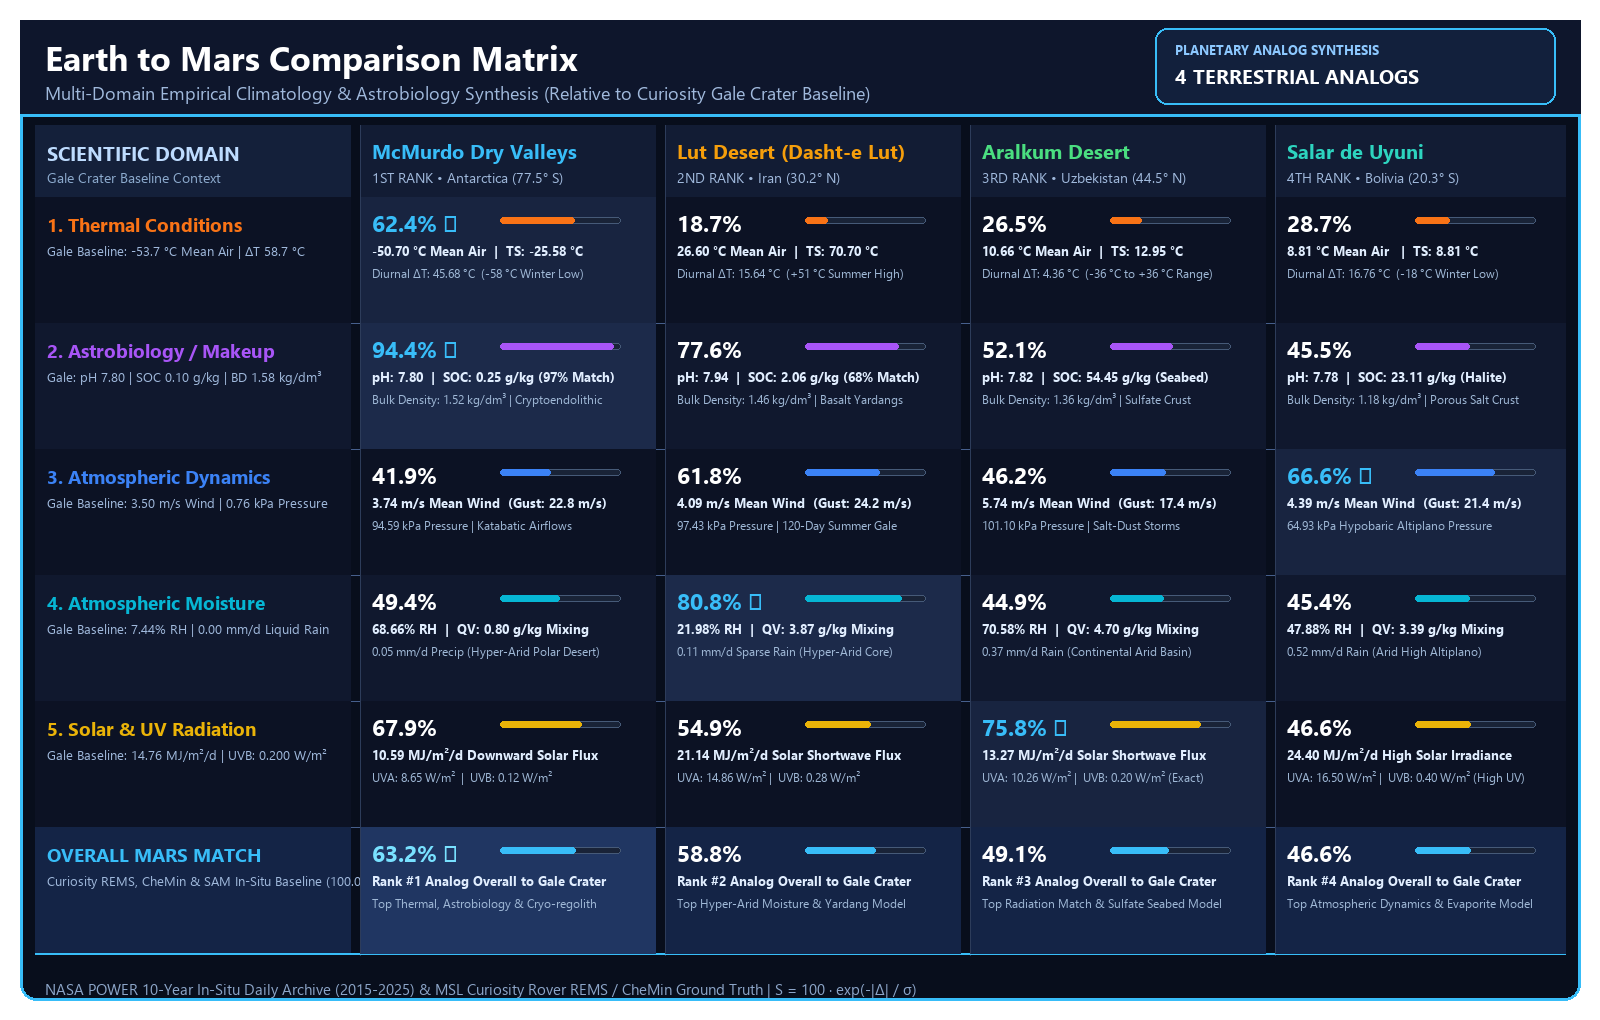 Earth to Mars Comparison Matrix
Multi-Domain Empirical Climatology & Astrobiology Synthesis (Relative to Curiosity Gale Crater Baseline)
PLANETARY ANALOG SYNTHESIS
4 TERRESTRIAL ANALOGS
SCIENTIFIC DOMAIN
Gale Crater Baseline Context
McMurdo Dry Valleys
1ST RANK • Antarctica (77.5° S)
Lut Desert (Dasht-e Lut)
2ND RANK • Iran (30.2° N)
Aralkum Desert
3RD RANK • Uzbekistan (44.5° N)
Salar de Uyuni
4TH RANK • Bolivia (20.3° S)
1. Thermal Conditions
Gale Baseline: -53.7 °C Mean Air | ΔT 58.7 °C
62.4%
-50.70 °C Mean Air | TS: -25.58 °C
Diurnal ΔT: 45.68 °C (-58 °C Winter Low)
18.7%
26.60 °C Mean Air | TS: 70.70 °C
Diurnal ΔT: 15.64 °C (+51 °C Summer High)
26.5%
10.66 °C Mean Air | TS: 12.95 °C
Diurnal ΔT: 4.36 °C (-36 °C to +36 °C Range)
28.7%
8.81 °C Mean Air | TS: 8.81 °C
Diurnal ΔT: 16.76 °C (-18 °C Winter Low)
2. Astrobiology / Makeup
Gale: pH 7.80 | SOC 0.10 g/kg | BD 1.58 kg/dm³
94.4%
pH: 7.80 | SOC: 0.25 g/kg (97% Match)
Bulk Density: 1.52 kg/dm³ | Cryptoendolithic
77.6%
pH: 7.94 | SOC: 2.06 g/kg (68% Match)
Bulk Density: 1.46 kg/dm³ | Basalt Yardangs
52.1%
pH: 7.82 | SOC: 54.45 g/kg (Seabed)
Bulk Density: 1.36 kg/dm³ | Sulfate Crust
45.5%
pH: 7.78 | SOC: 23.11 g/kg (Halite)
Bulk Density: 1.18 kg/dm³ | Porous Salt Crust
3. Atmospheric Dynamics
Gale Baseline: 3.50 m/s Wind | 0.76 kPa Pressure
41.9%
3.74 m/s Mean Wind (Gust: 22.8 m/s)
94.59 kPa Pressure | Katabatic Airflows
61.8%
4.09 m/s Mean Wind (Gust: 24.2 m/s)
97.43 kPa Pressure | 120-Day Summer Gale
46.2%
5.74 m/s Mean Wind (Gust: 17.4 m/s)
101.10 kPa Pressure | Salt-Dust Storms
66.6%
4.39 m/s Mean Wind (Gust: 21.4 m/s)
64.93 kPa Hypobaric Altiplano Pressure
4. Atmospheric Moisture
Gale Baseline: 7.44% RH | 0.00 mm/d Liquid Rain
49.4%
68.66% RH | QV: 0.80 g/kg Mixing
0.05 mm/d Precip (Hyper-Arid Polar Desert)
80.8%
21.98% RH | QV: 3.87 g/kg Mixing
0.11 mm/d Sparse Rain (Hyper-Arid Core)
44.9%
70.58% RH | QV: 4.70 g/kg Mixing
0.37 mm/d Rain (Continental Arid Basin)
45.4%
47.88% RH | QV: 3.39 g/kg Mixing
0.52 mm/d Rain (Arid High Altiplano)
5. Solar & UV Radiation
Gale Baseline: 14.76 MJ/m²/d | UVB: 0.200 W/m²
67.9%
10.59 MJ/m²/d Downward Solar Flux
UVA: 8.65 W/m² | UVB: 0.12 W/m²
54.9%
21.14 MJ/m²/d Solar Shortwave Flux
UVA: 14.86 W/m² | UVB: 0.28 W/m²
75.8%
13.27 MJ/m²/d Solar Shortwave Flux
UVA: 10.26 W/m² | UVB: 0.20 W/m² (Exact)
46.6%
24.40 MJ/m²/d High Solar Irradiance
UVA: 16.50 W/m² | UVB: 0.40 W/m² (High UV)
OVERALL MARS MATCH
Curiosity REMS, CheMin & SAM In-Situ Baseline (100.0
63.2%
Rank #1 Analog Overall to Gale Crater
Top Thermal, Astrobiology & Cryo-regolith
58.8%
Rank #2 Analog Overall to Gale Crater
Top Hyper-Arid Moisture & Yardang Model
49.1%
Rank #3 Analog Overall to Gale Crater
Top Radiation Match & Sulfate Seabed Model
46.6%
Rank #4 Analog Overall to Gale Crater
Top Atmospheric Dynamics & Evaporite Model
NASA POWER 10-Year In-Situ Daily Archive (2015-2025) & MSL Curiosity Rover REMS / CheMin Ground Truth | S = 100 · exp(-|Δ| / σ)